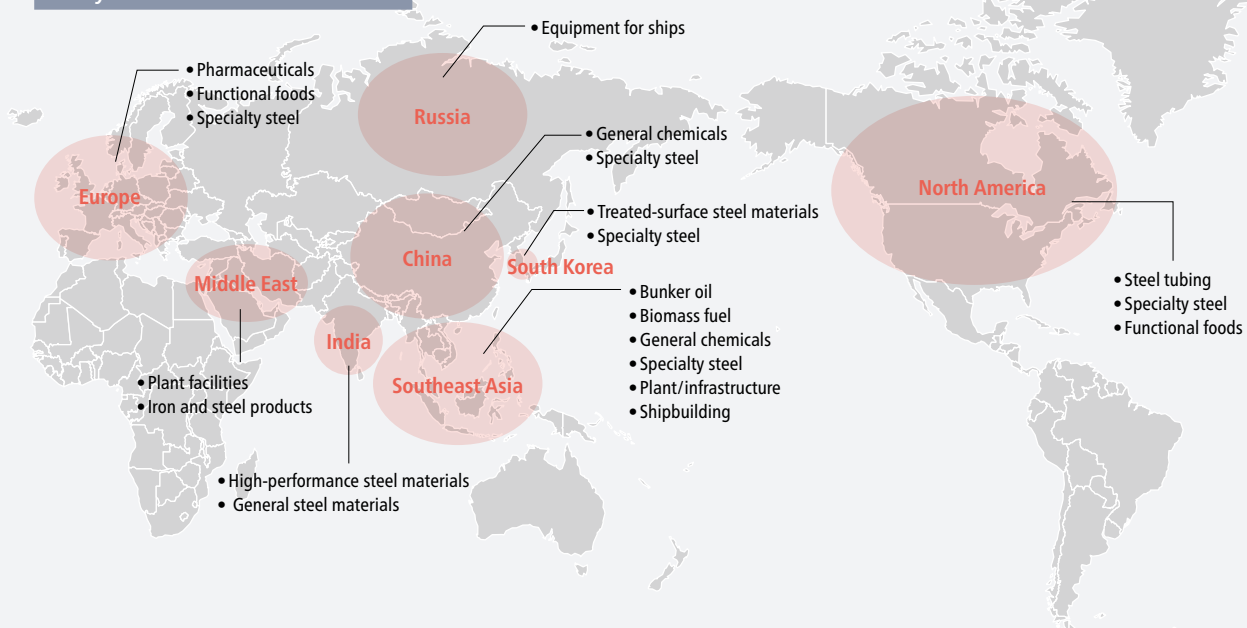 • Equipment for ships
• Pharmaceuticals
• Functional foods
• Specialty steel
Russia
• General chemicals
• Specialty steel
Europe
North America
• Treated-surface steel materials
• Specialty steel
China
South Korea
Middle East
• Steel tubing
• Specialty steel
• Functional foods
• Bunker oil
• Biomass fuel
• General chemicals
• Specialty steel
• Plant/infrastructure
• Shipbuilding
India
Southeast Asia
• Plant facilities
• Iron and steel products
• High-performance steel materials
• General steel materials